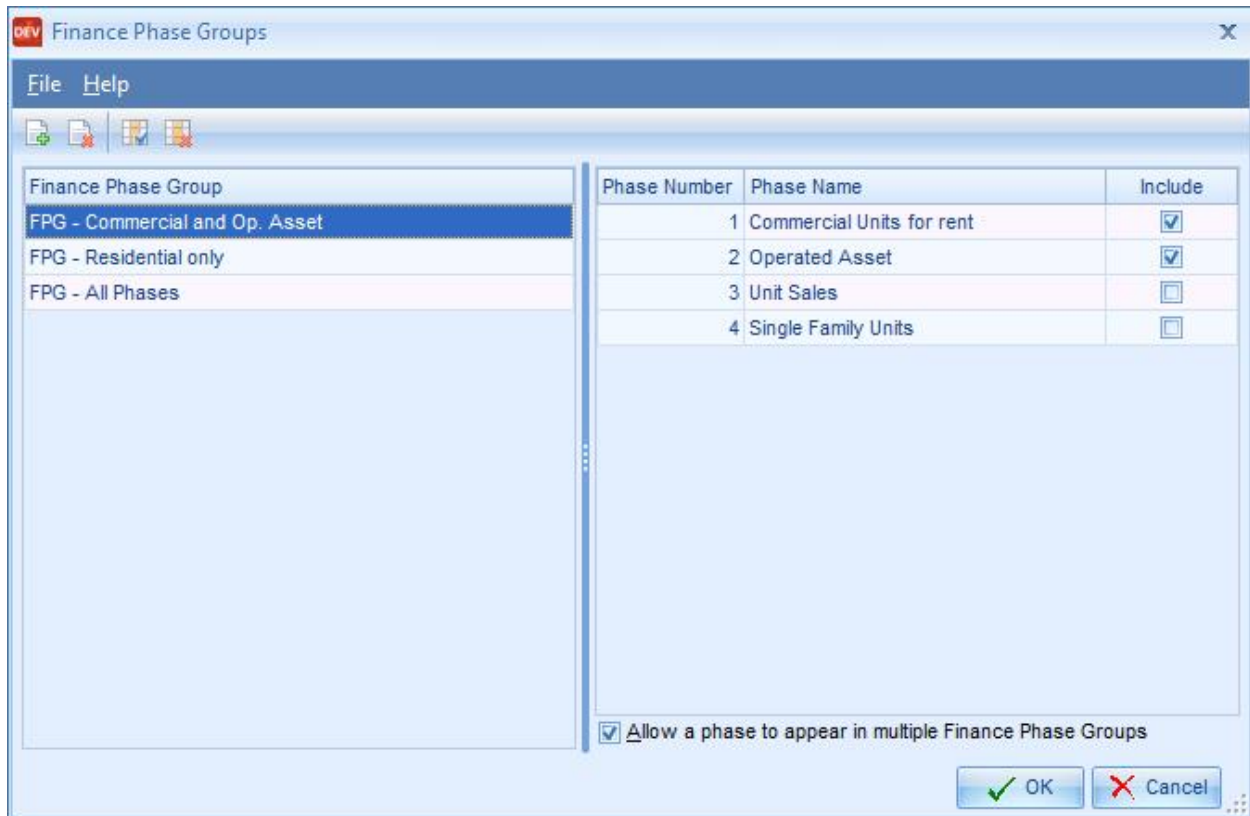 DEV Finance Phase Groups
File Help
Finance Phase Group
FPG - Commercial and Op. Asset
FPG - Residential only
FPG - All Phases
Phase Number Phase Name Include
1 Commercial Units for rent
2 Operated Asset
3 Unit Sales
4 Single Family Units
Allow a phase to appear in multiple Finance Phase Groups
OK Cancel